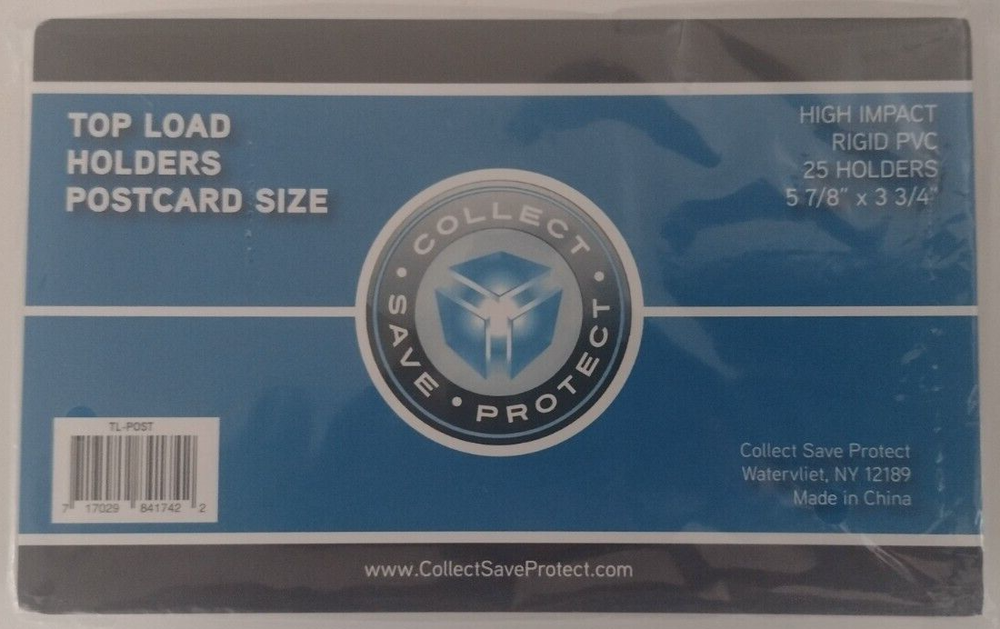 TOP LOAD
HOLDERS
POSTCARD SIZE
HIGH IMPACT
RIGID PVC
25 HOLDERS
5 7/8" x 3 3/4"
COLLECT • SAVE • PROTECT •
TL-POST
7 17029 841742 2
Collect Save Protect
Watervliet, NY 12189
Made in China
www.CollectSaveProtect.com